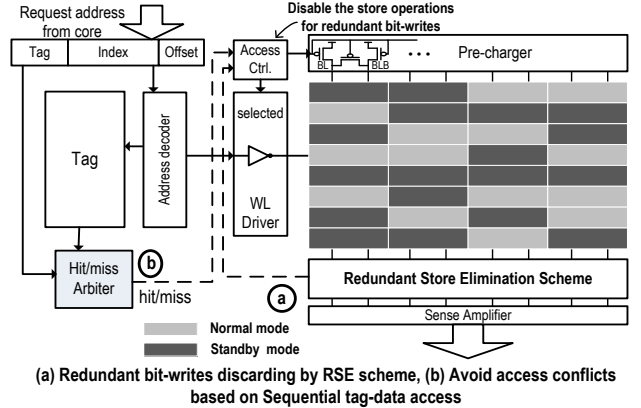 Request address
from core
Disable the store operations
for redundant bit-writes
Tag
Index
Offset
Access
Ctrl.
BL
BLB
Pre-charger
Tag
Address decoder
selected
WL
Driver
Hit/miss
Arbiter
b
hit/miss
a
Redundant Store Elimination Scheme
Sense Amplifier
Normal mode
Standby mode
(a) Redundant bit-writes discarding by RSE scheme, (b) Avoid access conflicts
based on Sequential tag-data access